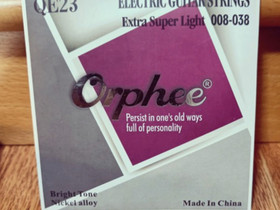 QE23
ELECTRIC GUITAR STRINGS
Extra Super Light 008-038
Orphee®
Persist in one's old ways
full of personality
Bright Tone
Nickel alloy
Made In China